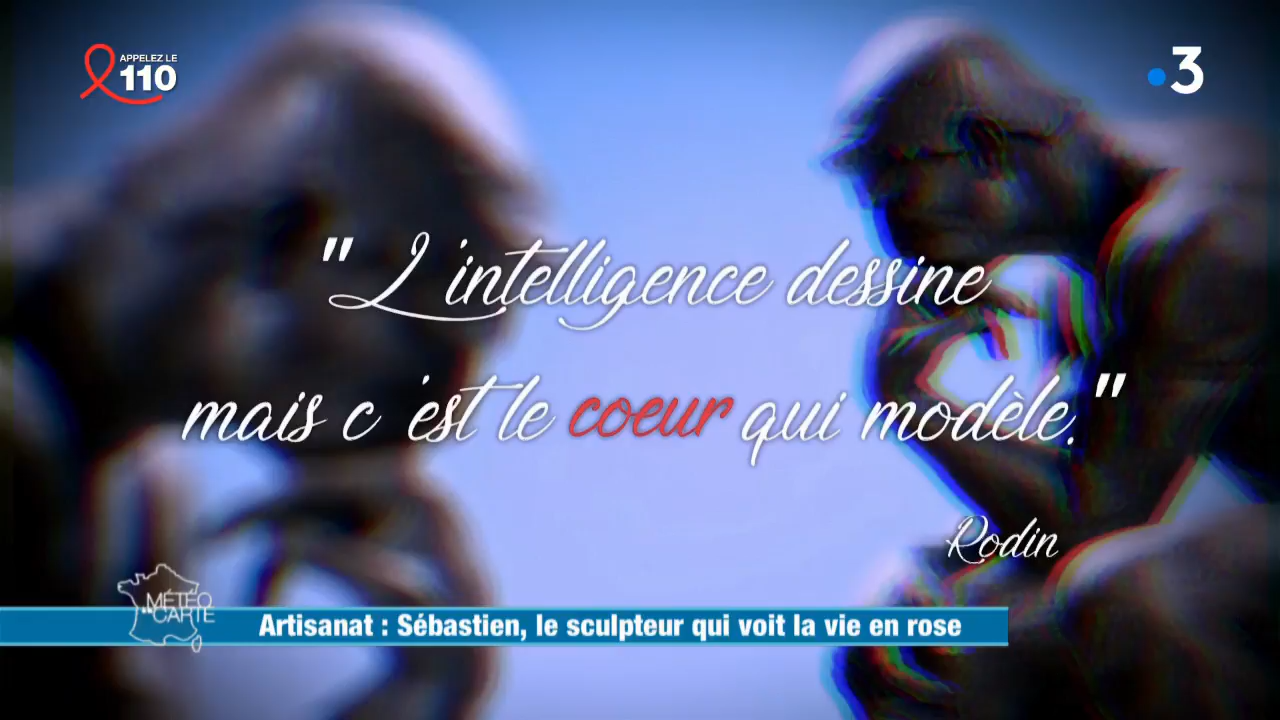 APPELEZ LE
110
3
" L'intelligence dessine
mais c'est le coeur qui modèle."
Rodin
MÉTÉO
À LA CARTE
Artisanat : Sébastien, le sculpteur qui voit la vie en rose